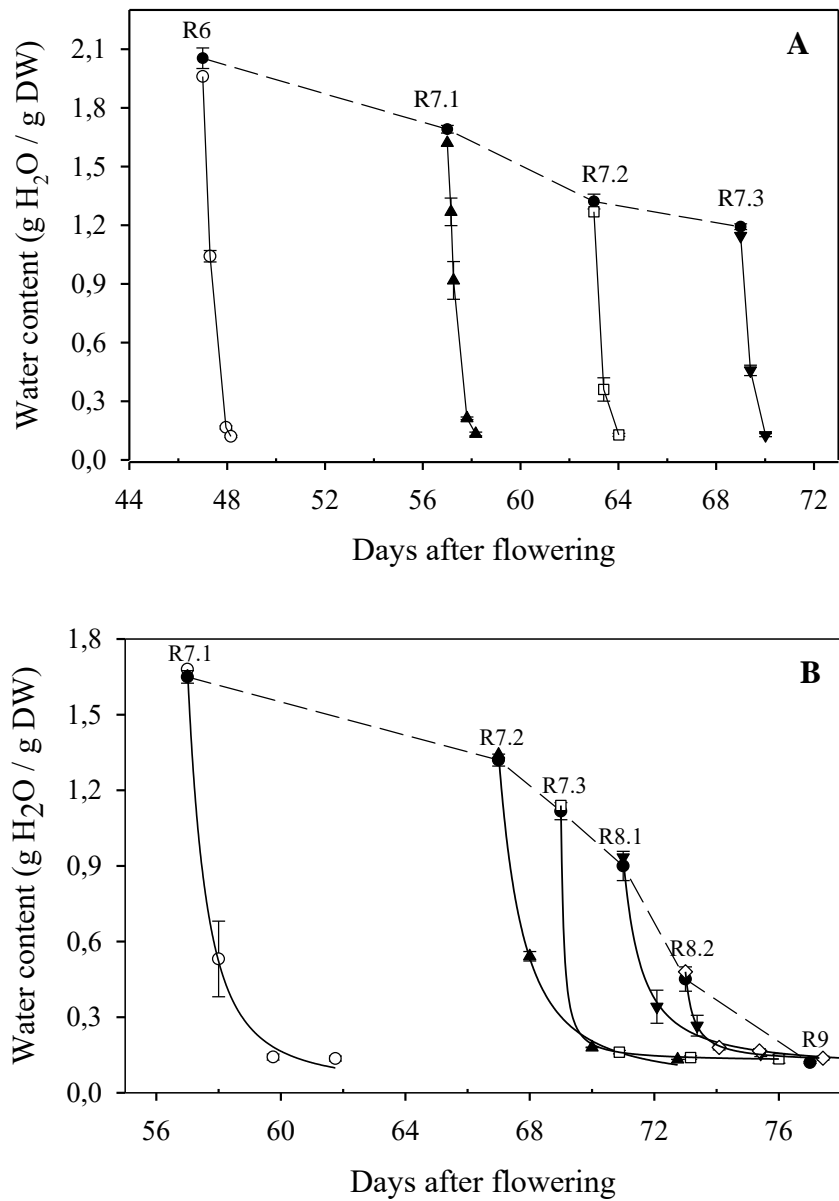 A
R6
R7.1
R7.2
R7.3
2,1
1,8
1,5
1,2
0,9
0,6
0,3
0,0
Water content (g H2O / g DW)
44 48 52 56 60 64 68 72
Days after flowering
B
R7.1
R7.2
R7.3
R8.1
R8.2
R9
1,8
1,5
1,2
0,9
0,6
0,3
0,0
Water content (g H2O / g DW)
56 60 64 68 72 76
Days after flowering